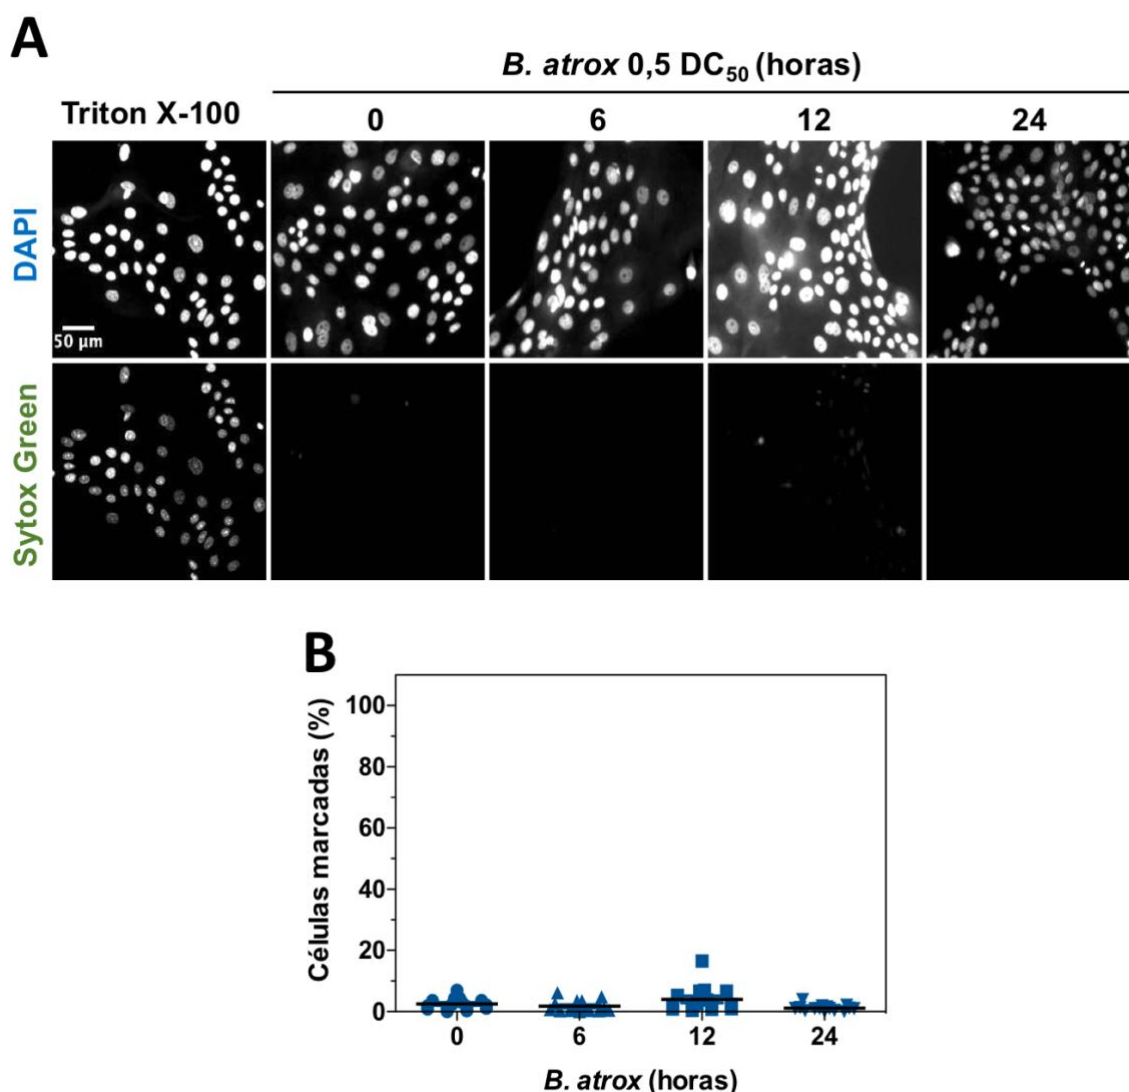 A
B. atrox 0,5 DC50 (horas)
Triton X-100 0 6 12 24
DAPI
50 µm
Sytox Green
B
Células marcadas (%)
100
80
60
40
20
0
0 6 12 24
B. atrox (horas)